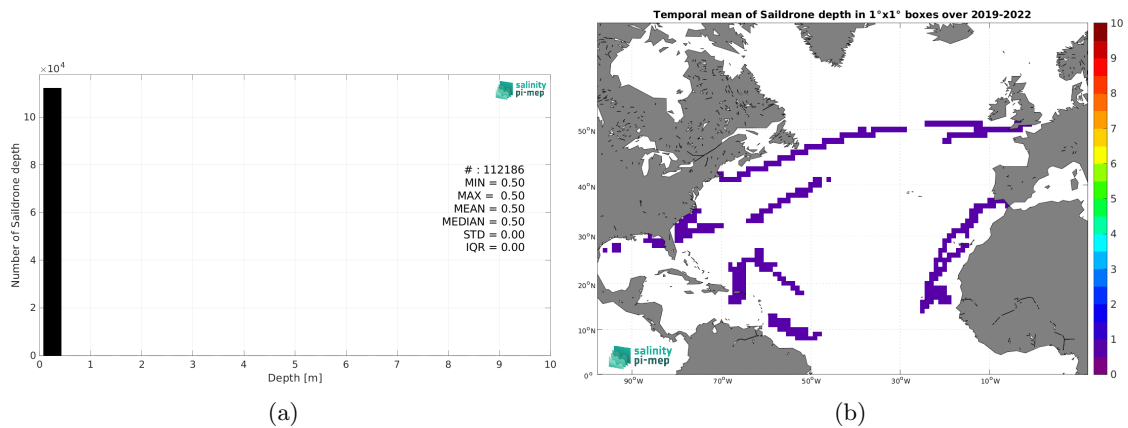 ×10⁴
Number of Saildrone depth
10
8
6
4
2
0
0 1 2 3 4 5 6 7 8 9 10
Depth [m]
salinity
pi-mep
# : 112186
MIN = 0.50
MAX = 0.50
MEAN = 0.50
MEDIAN = 0.50
STD = 0.00
IQR = 0.00
(a)
Temporal mean of Saildrone depth in 1°x1° boxes over 2019-2022
50°N
40°N
30°N
20°N
10°N
0°
90°W 70°W 50°W 30°W 10°W
salinity
pi-mep
10
9
8
7
6
5
4
3
2
1
0
(b)